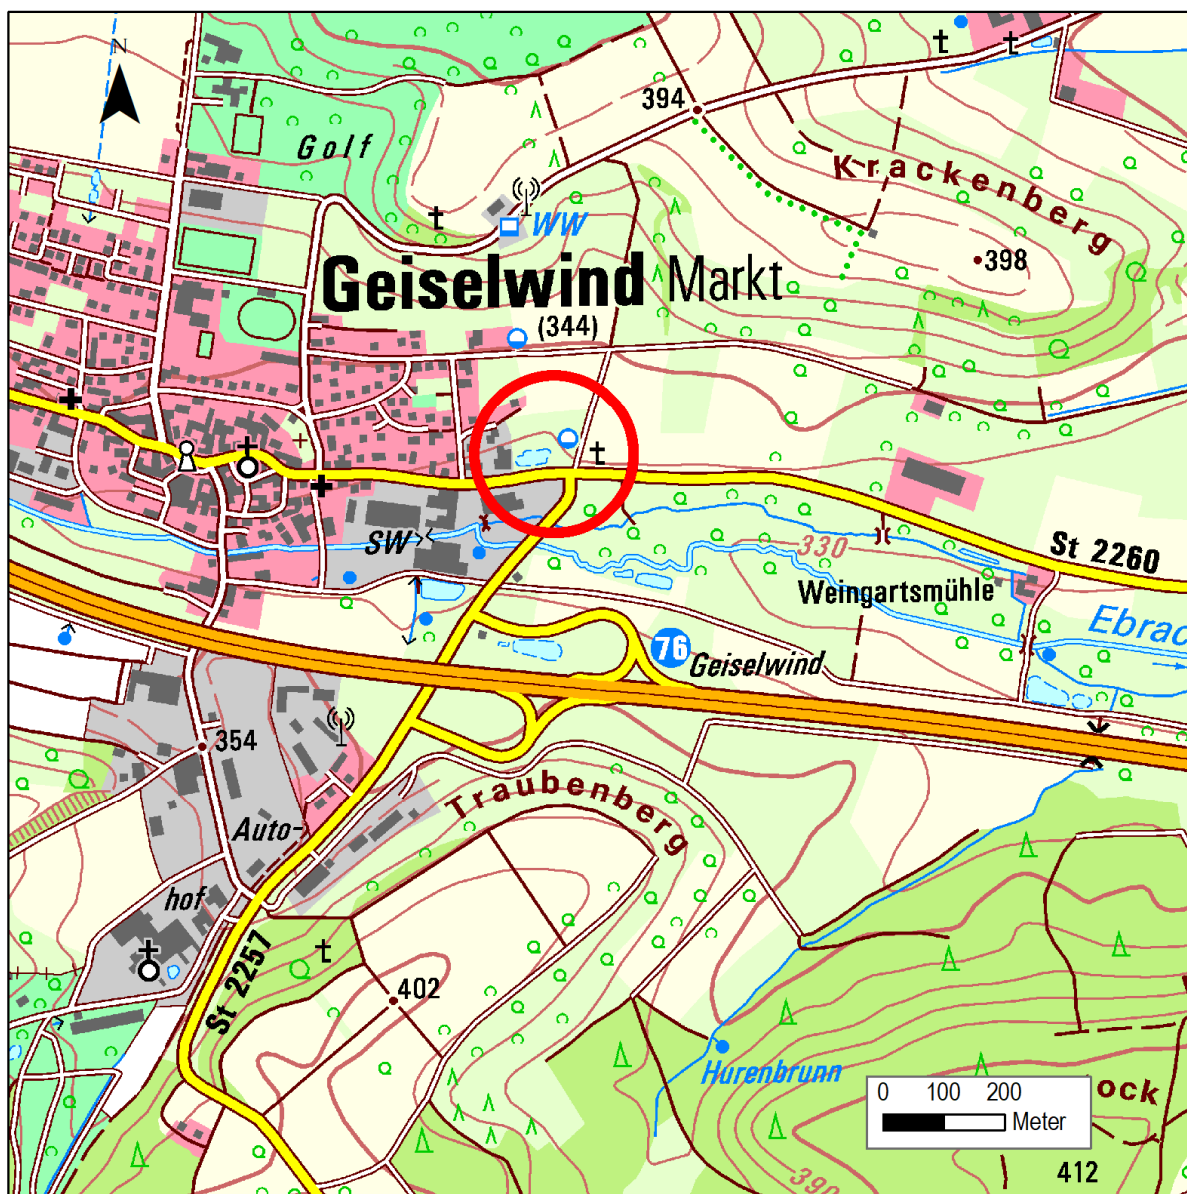 N
394
Golf
Krackenberg
WW
398
Geiselwind Markt
(344)
SW
330
St 2260
Weingartsmühle
Ebrac
76
Geiselwind
354
Traubenberg
Auto-
hof
St 2257
402
Hurenbrunn
0 100 200
Meter
ock
390
412